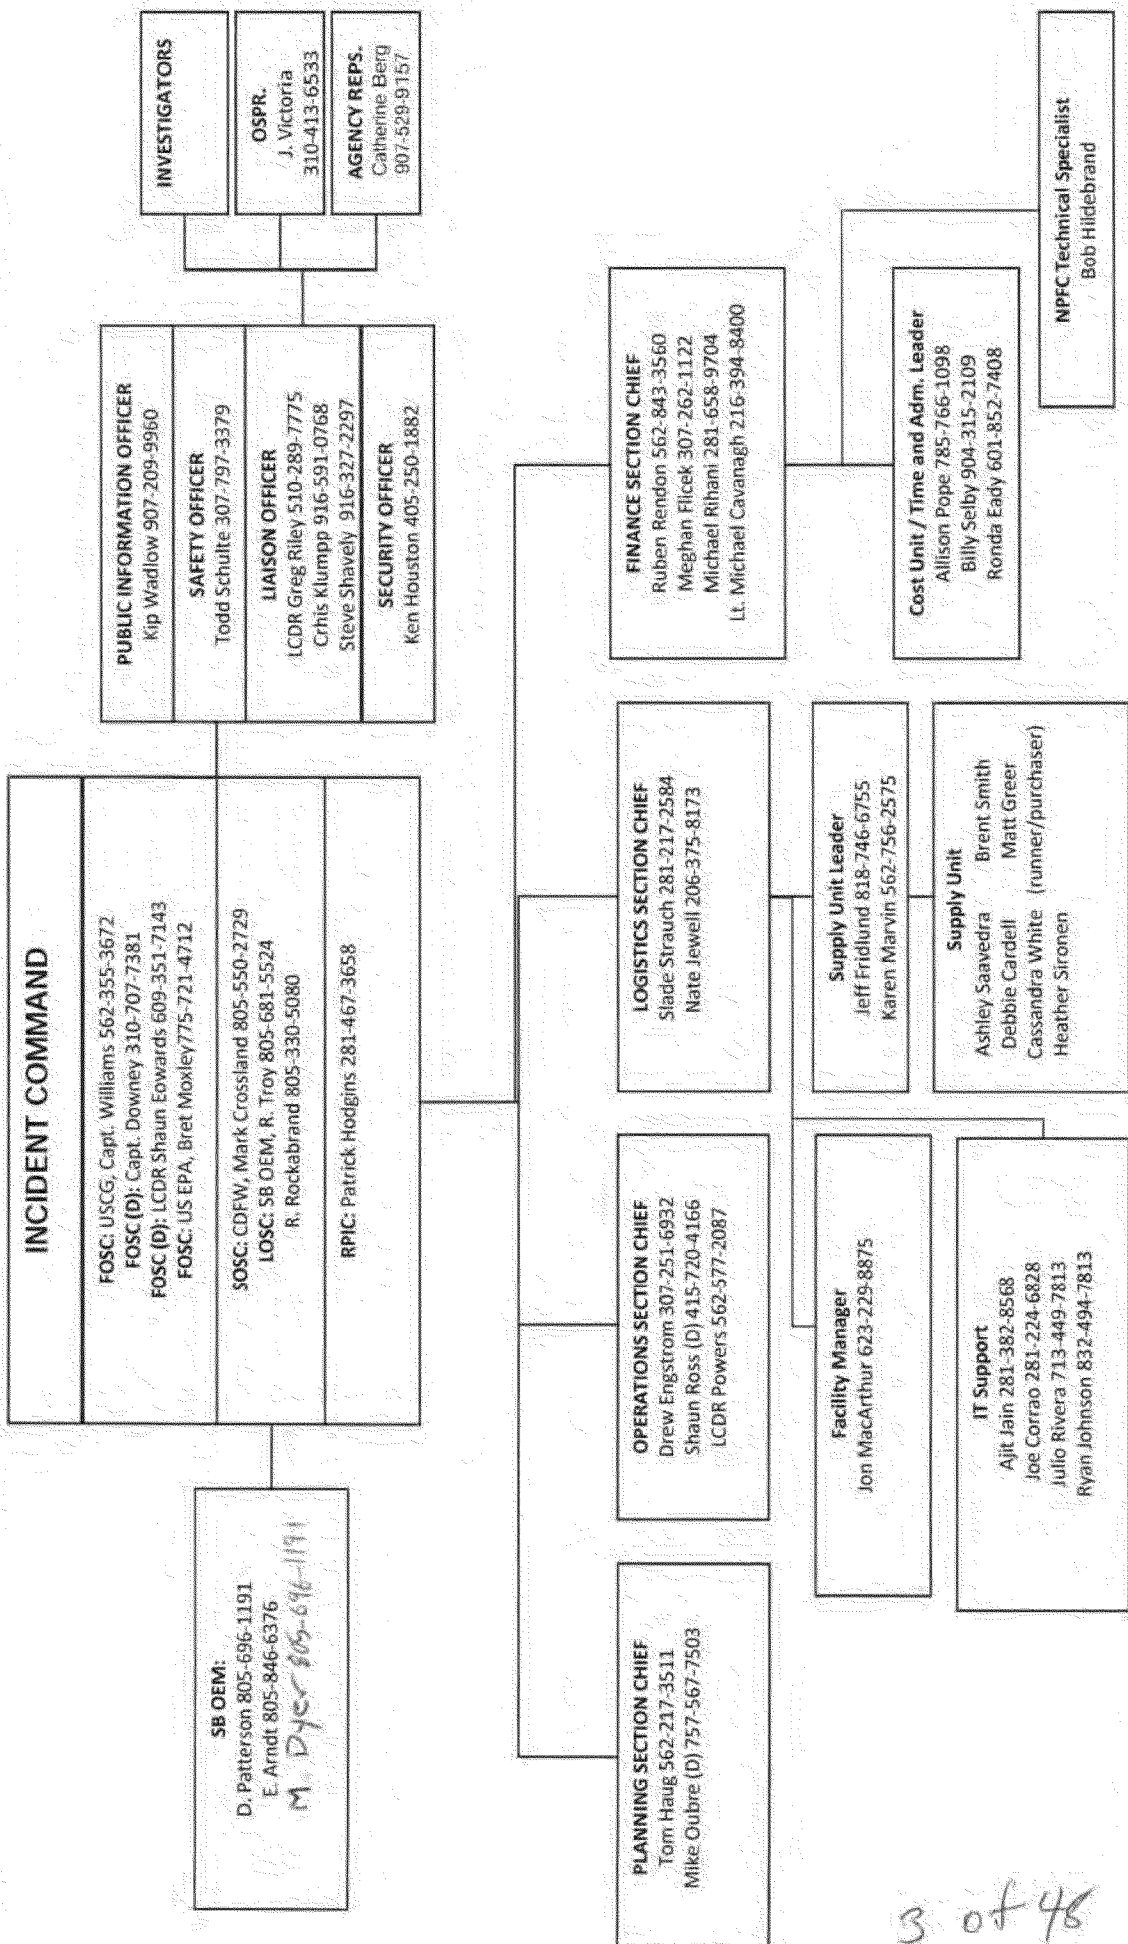 INCIDENT COMMAND
FOSC: USCG, Capt. Williams 562-355-3672
FOSC (D): Capt. Downey 310-707-7381
FOSC (D): LCDR Shaun Eowards 609-351-7143
FOSC: US EPA, Bret Moxley775-721-4712
SOSC: CDFW, Mark Crossland 805-550-2729
LOSC: SB OEM, R. Troy 805-681-5524
R. Rockabrand 805-330-5080
RPIC: Patrick Hodgins 281-467-3658
SB OEM:
D. Patterson 805-696-1191
E. Arndt 805-846-6376
M. Dyer 805-696-1191
PUBLIC INFORMATION OFFICER
Kip Wadlow 907-209-9960
SAFETY OFFICER
Todd Schulte 307-797-3379
LIAISON OFFICER
LCDR Greg Riley 510-289-7775
Crhis Klumpp 916-591-0768
Steve Shavely 916-327-2297
SECURITY OFFICER
Ken Houston 405-250-1882
INVESTIGATORS
OSPR.
J. Victoria
310-413-6533
AGENCY REPS.
Catherine Berg
907-529-9157
PLANNING SECTION CHIEF
Tom Haug 562-217-3511
Mike Oubre (D) 757-567-7503
OPERATIONS SECTION CHIEF
Drew Engstrom 307-251-6932
Shaun Ross (D) 415-720-4166
LCDR Powers 562-577-2087
LOGISTICS SECTION CHIEF
Slade Strauch 281-217-2584
Nate Jewell 206-375-8173
FINANCE SECTION CHIEF
Ruben Rendon 562-843-3560
Meghan Flicek 307-262-1122
Michael Rihani 281-658-9704
Lt. Michael Cavanagh 216-394-8400
Facility Manager
Jon MacArthur 623-229-8875
Supply Unit Leader
Jeff Fridlund 818-746-6755
Karen Marvin 562-756-2575
Cost Unit / Time and Adm. Leader
Allison Pope 785-766-1098
Billy Selby 904-315-2109
Ronda Eady 601-852-7408
IT Support
Ajit Jain 281-382-8568
Joe Corrao 281-224-6828
Julio Rivera 713-449-7813
Ryan Johnson 832-494-7813
Supply Unit
Ashley Saavedra Brent Smith
Debbie Cardell Matt Greer
Cassandra White (runner/purchaser)
Heather Sironen
NPFC Technical Specialist
Bob Hildebrand
3 of 48